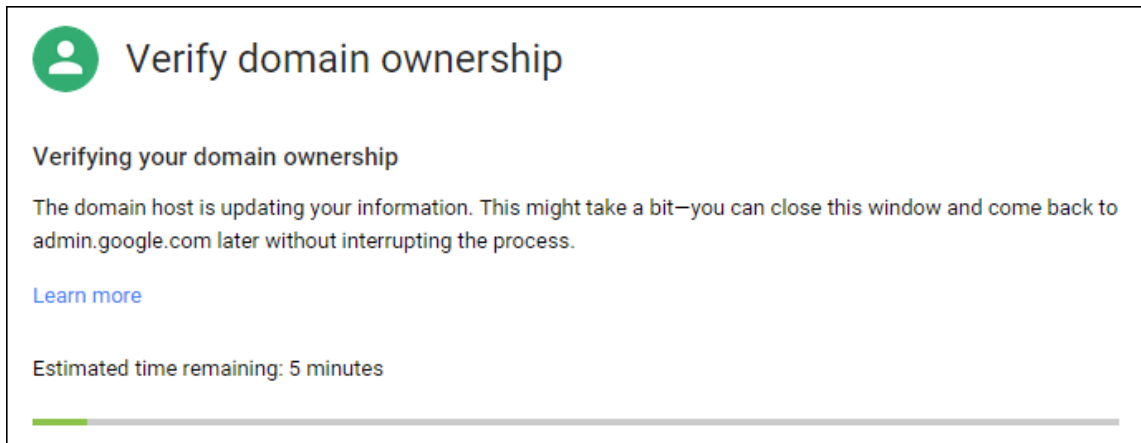 Verify domain ownership
Verifying your domain ownership
The domain host is updating your information. This might take a bit—you can close this window and come back to
admin.google.com later without interrupting the process.
Learn more
Estimated time remaining: 5 minutes